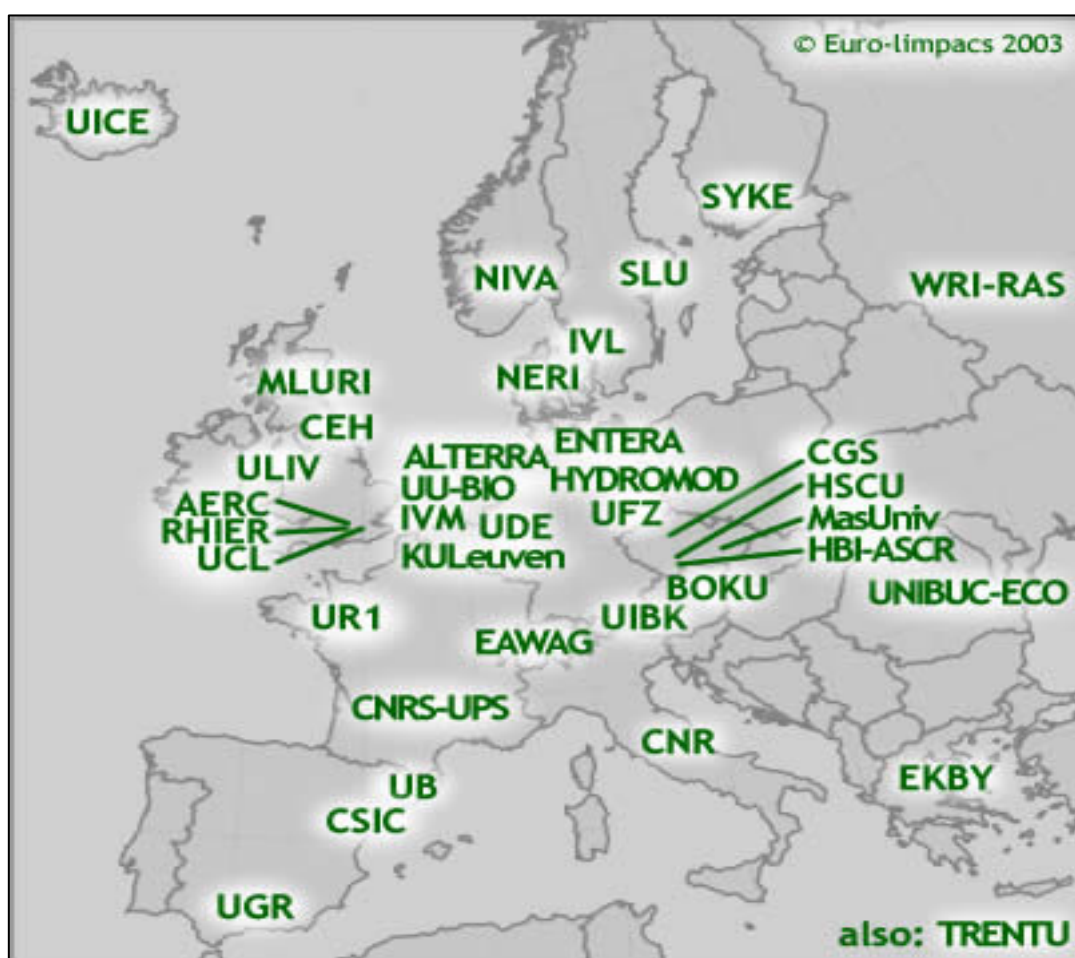 © Euro-limpacs 2003
UICE
SYKE
NIVA
SLU
WRI-RAS
IVL
NERI
MLURI
CEH
ULIV
AERC
RHIER
UCL
ALTERRA
UU-BIO
IVM
UDE
KULeuven
ENTERA
HYDROMOD
UFZ
CGS
HSCU
MasUniv
HBI-ASCR
BOKU
UNIBUC-ECO
UR1
UIBK
EAWAG
CNRS-UPS
CNR
UB
EKBY
CSIC
UGR
also: TRENTU